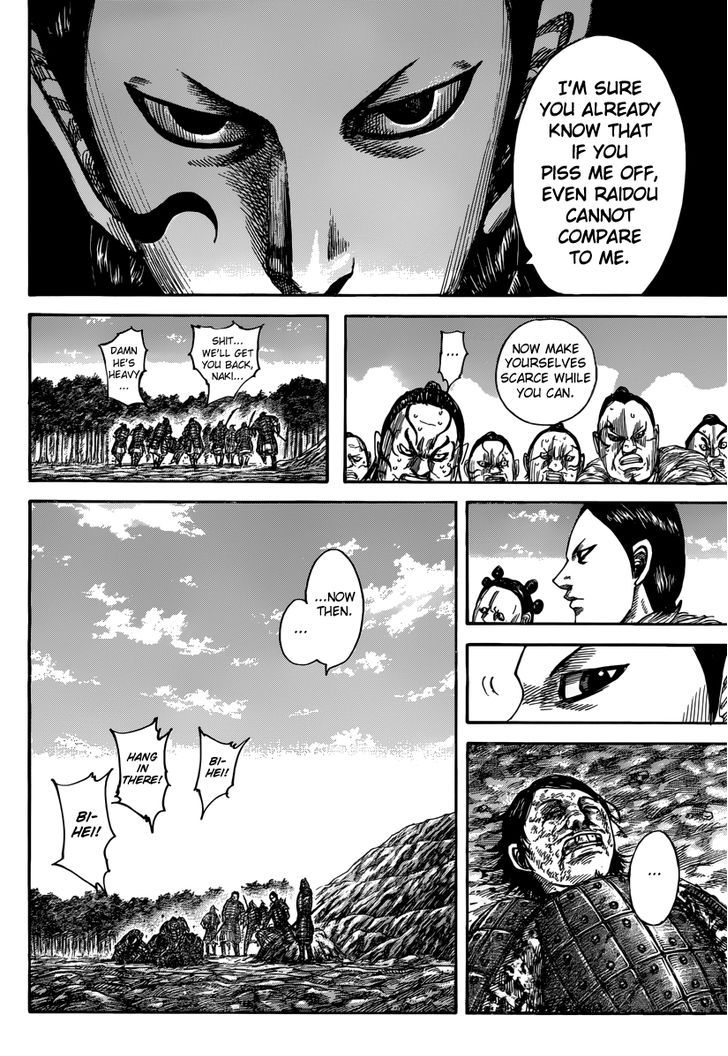 I'M SURE
YOU ALREADY
KNOW THAT
IF YOU
PISS ME OFF,
EVEN RAIDOU
CANNOT
COMPARE
TO ME.
NOW MAKE
YOURSELVES
SCARCE WHILE
YOU CAN.
....
SHIT...
WE'LL GET
YOU BACK,
NAKI...
DAMN
HE'S
HEAVY
...
...
...NOW
THEN.
...
BI-
HEI!
HANG
IN
THERE!
BI-
HEI!